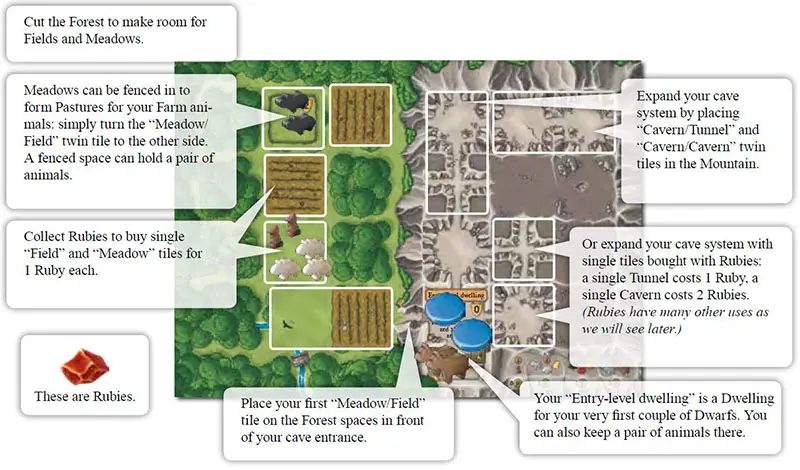 Cut the Forest to make room for
Fields and Meadows.
Meadows can be fenced in to
form Pastures for your Farm ani-
mals: simply turn the “Meadow/
Field” twin tile to the other side.
A fenced space can hold a pair of
animals.
Collect Rubies to buy single
“Field” and “Meadow” tiles for
1 Ruby each.
These are Rubies.
Place your first “Meadow/Field”
tile on the Forest spaces in front
of your cave entrance.
Expand your cave
system by placing
“Cavern/Tunnel” and
“Cavern/Cavern” twin
tiles in the Mountain.
Or expand your cave system with
single tiles bought with Rubies:
a single Tunnel costs 1 Ruby, a
single Cavern costs 2 Rubies.
(Rubies have many other uses as
we will see later.)
dwelling
0
and
Your “Entry-level dwelling” is a Dwelling
for your very first couple of Dwarfs. You
can also keep a pair of animals there.